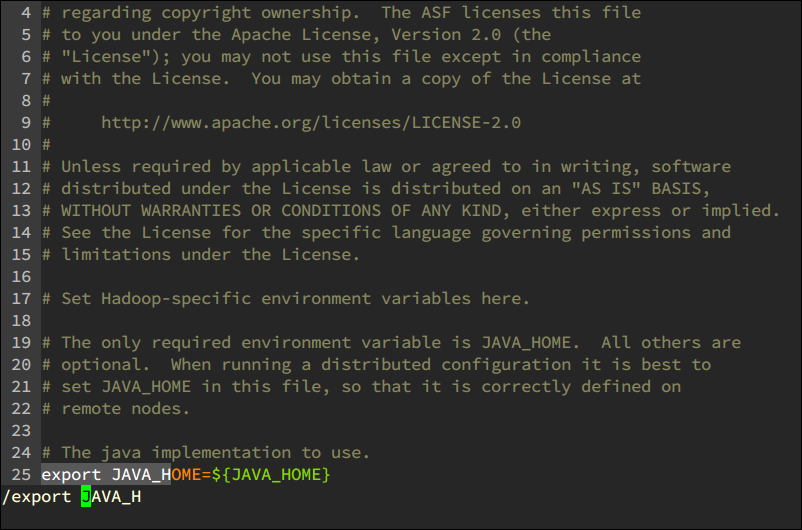 4 # regarding copyright ownership.  The ASF licenses this file
5 # to you under the Apache License, Version 2.0 (the
6 # "License"); you may not use this file except in compliance
7 # with the License.  You may obtain a copy of the License at
8 #
9 #     http://www.apache.org/licenses/LICENSE-2.0
10 #
11 # Unless required by applicable law or agreed to in writing, software
12 # distributed under the License is distributed on an "AS IS" BASIS,
13 # WITHOUT WARRANTIES OR CONDITIONS OF ANY KIND, either express or implied.
14 # See the License for the specific language governing permissions and
15 # limitations under the License.
16
17 # Set Hadoop-specific environment variables here.
18
19 # The only required environment variable is JAVA_HOME.  All others are
20 # optional.  When running a distributed configuration it is best to
21 # set JAVA_HOME in this file, so that it is correctly defined on
22 # remote nodes.
23
24 # The java implementation to use.
25 export JAVA_HOME=${JAVA_HOME}
/export JAVA_H